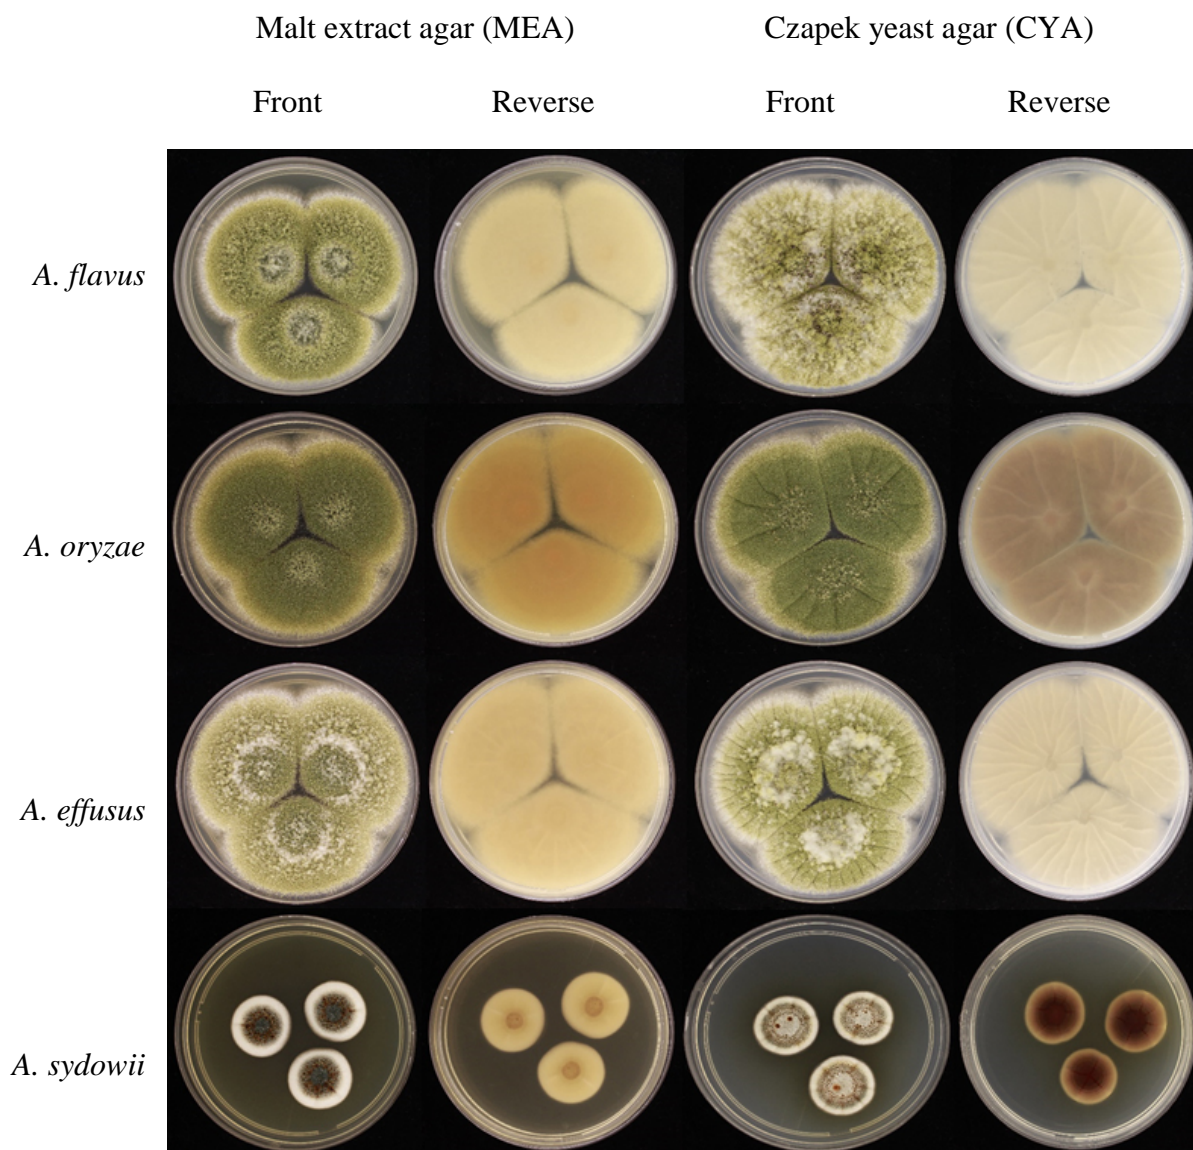 Malt extract agar (MEA) Czapek yeast agar (CYA)
Front Reverse Front Reverse
A. flavus
A. oryzae
A. effusus
A. sydowii